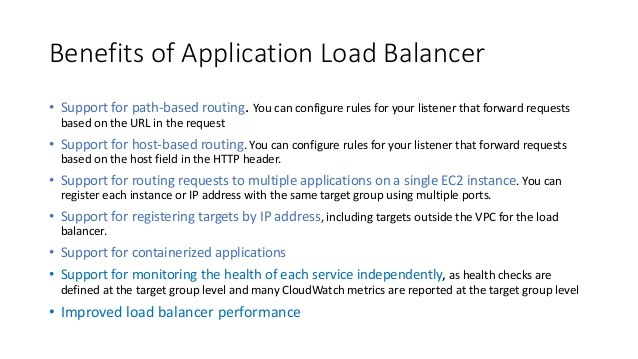 Benefits of Application Load Balancer
• Support for path-based routing. You can configure rules for your listener that forward requests
based on the URL in the request
• Support for host-based routing. You can configure rules for your listener that forward requests
based on the host field in the HTTP header.
• Support for routing requests to multiple applications on a single EC2 instance. You can
register each instance or IP address with the same target group using multiple ports.
• Support for registering targets by IP address, including targets outside the VPC for the load
balancer.
• Support for containerized applications
• Support for monitoring the health of each service independently, as health checks are
defined at the target group level and many CloudWatch metrics are reported at the target group level
• Improved load balancer performance